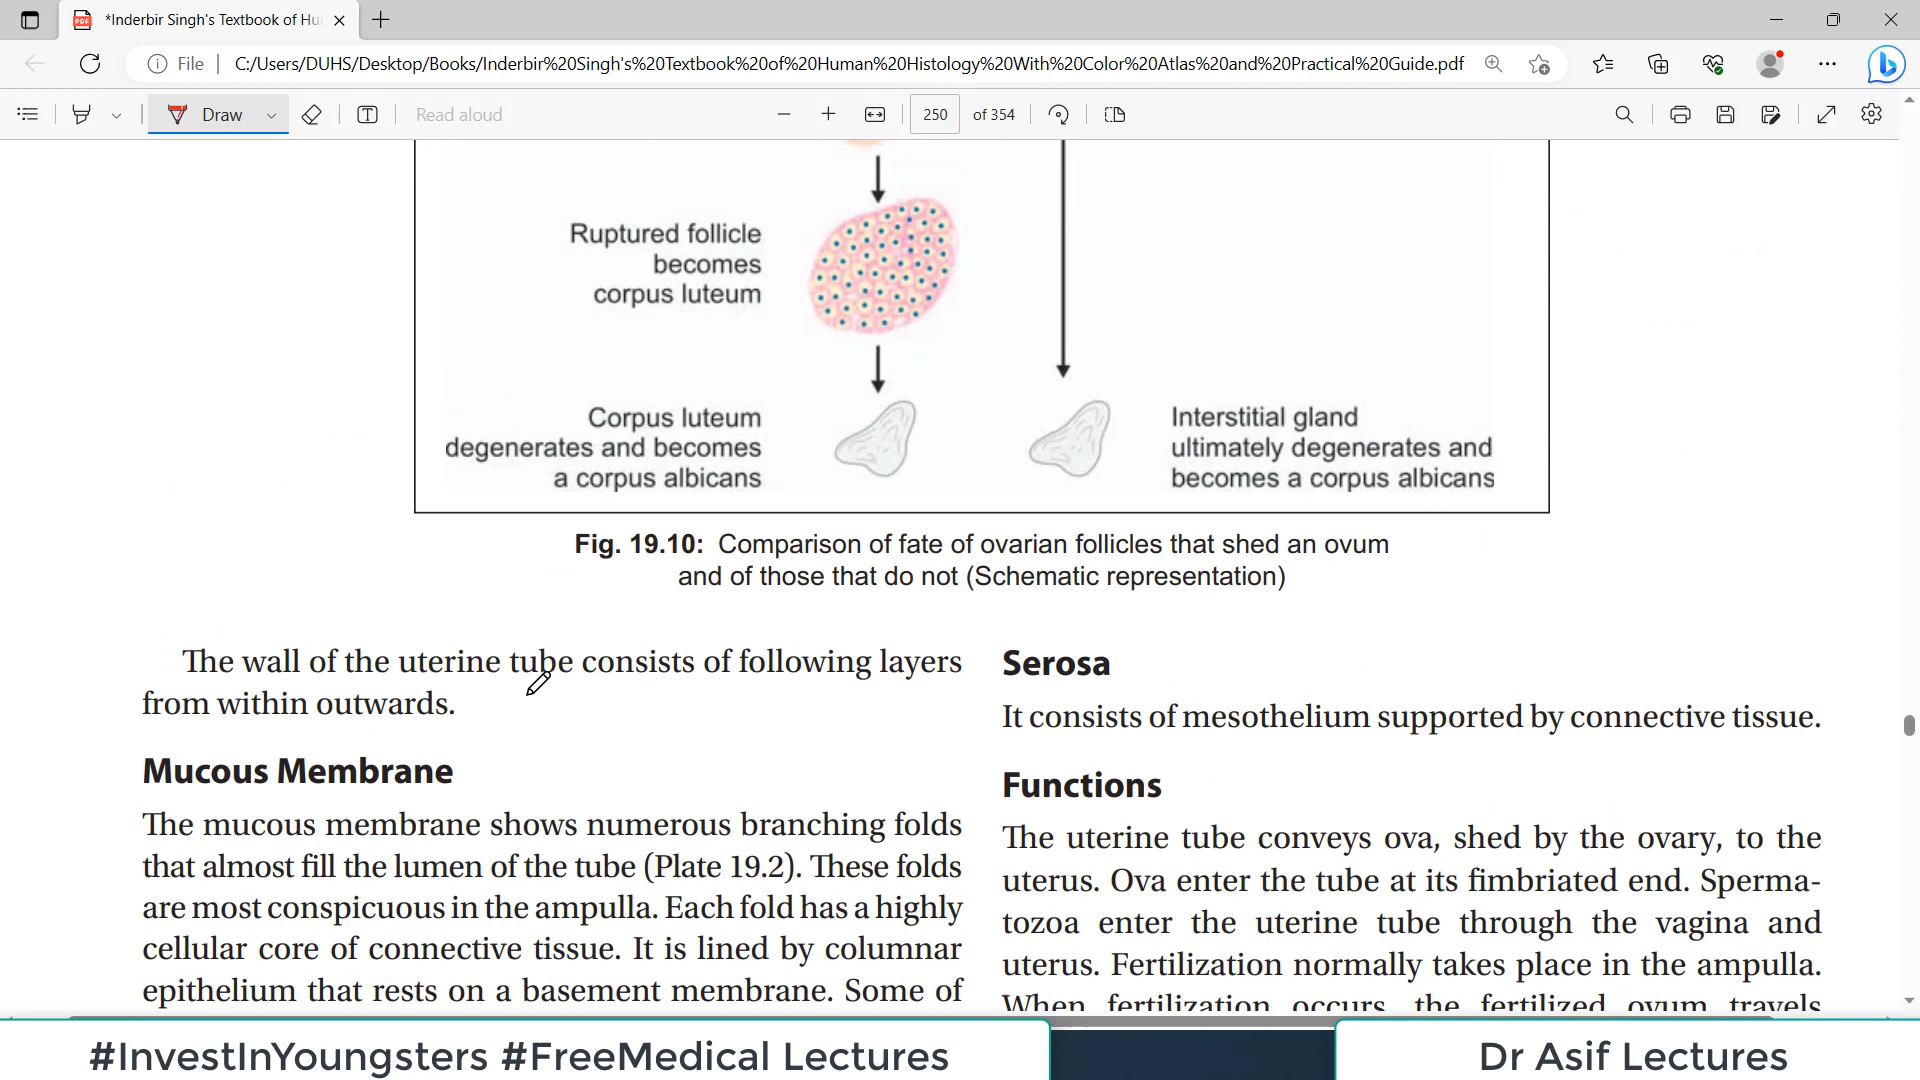 *Inderbir Singh's Textbook of Hu
File
C:/Users/DUHS/Desktop/Books/Inderbir%20Singh's%20Textbook%20of%20Human%20Histology%20With%20Color%20Atlas%20and%20Practical%20Guide.pdf
Draw
Read aloud
250 of 354
Ruptured follicle
becomes
corpus luteum
Corpus luteum
degenerates and becomes
a corpus albicans
Interstitial gland
ultimately degenerates and
becomes a corpus albicans
Fig. 19.10: Comparison of fate of ovarian follicles that shed an ovum
and of those that do not (Schematic representation)
The wall of the uterine tube consists of following layers
from within outwards.
Mucous Membrane
The mucous membrane shows numerous branching folds
that almost fill the lumen of the tube (Plate 19.2). These folds
are most conspicuous in the ampulla. Each fold has a highly
cellular core of connective tissue. It is lined by columnar
epithelium that rests on a basement membrane. Some of
Serosa
It consists of mesothelium supported by connective tissue.
Functions
The uterine tube conveys ova, shed by the ovary, to the
uterus. Ova enter the tube at its fimbriated end. Sperma-
tozoa enter the uterine tube through the vagina and
uterus. Fertilization normally takes place in the ampulla.
When fertilization occurs, the fertilized ovum travels
#InvestInYoungsters #FreeMedical Lectures
Dr Asif Lectures